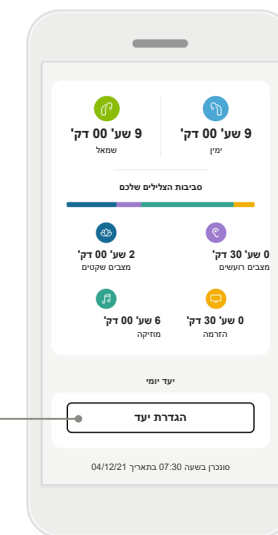 9 שע' 00 דק'
ימין
9 שע' 00 דק'
שמאל
סביבות הצלילים שלכם
0 שע' 30 דק'
מצבים רועשים
2 שע' 00 דק'
מצבים שקטים
0 שע' 30 דק'
הזרמה
6 שע' 00 דק'
מוזיקה
יעד יומי
הגדרת יעד
סונכרן בשעה 07:30 בתאריך 04/12/21